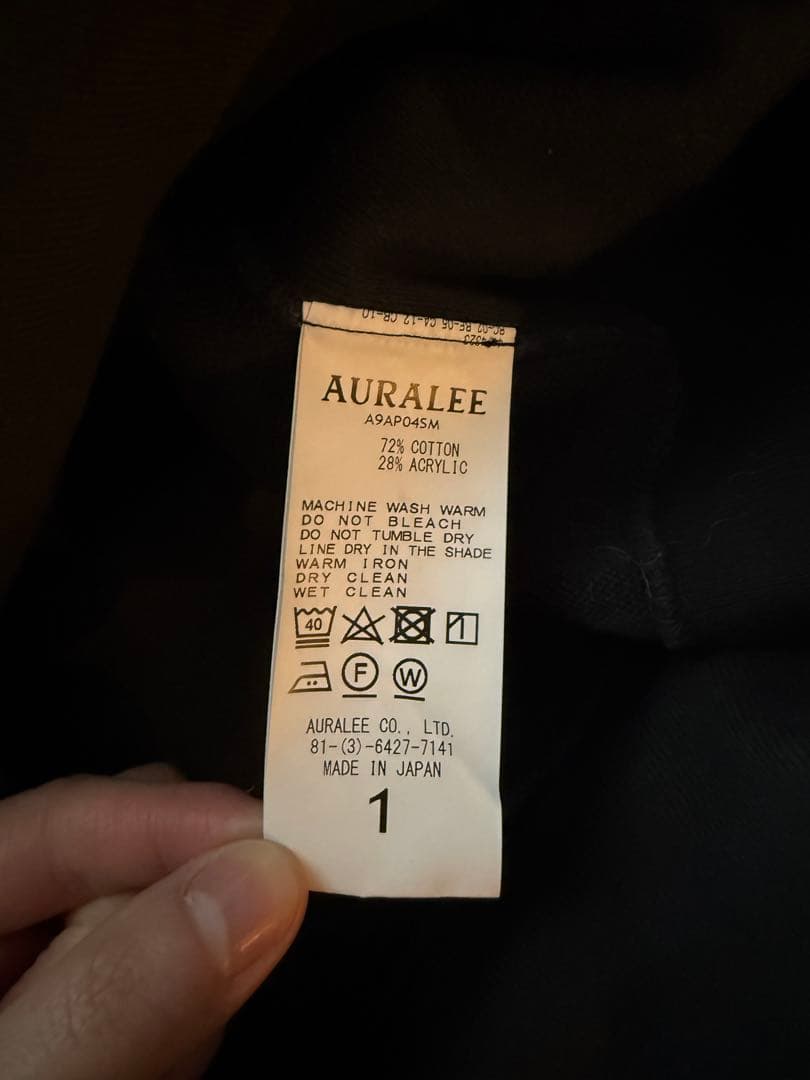 AURALEE
A9AP04SM
72% COTTON
28% ACRYLIC
MACHINE WASH WARM
DO NOT BLEACH
DO NOT TUMBLE DRY
LINE DRY IN THE SHADE
WARM IRON
DRY CLEAN
WET CLEAN
40
F W
AURALEE CO., LTD.
81-(3)-6427-7141
MADE IN JAPAN
1